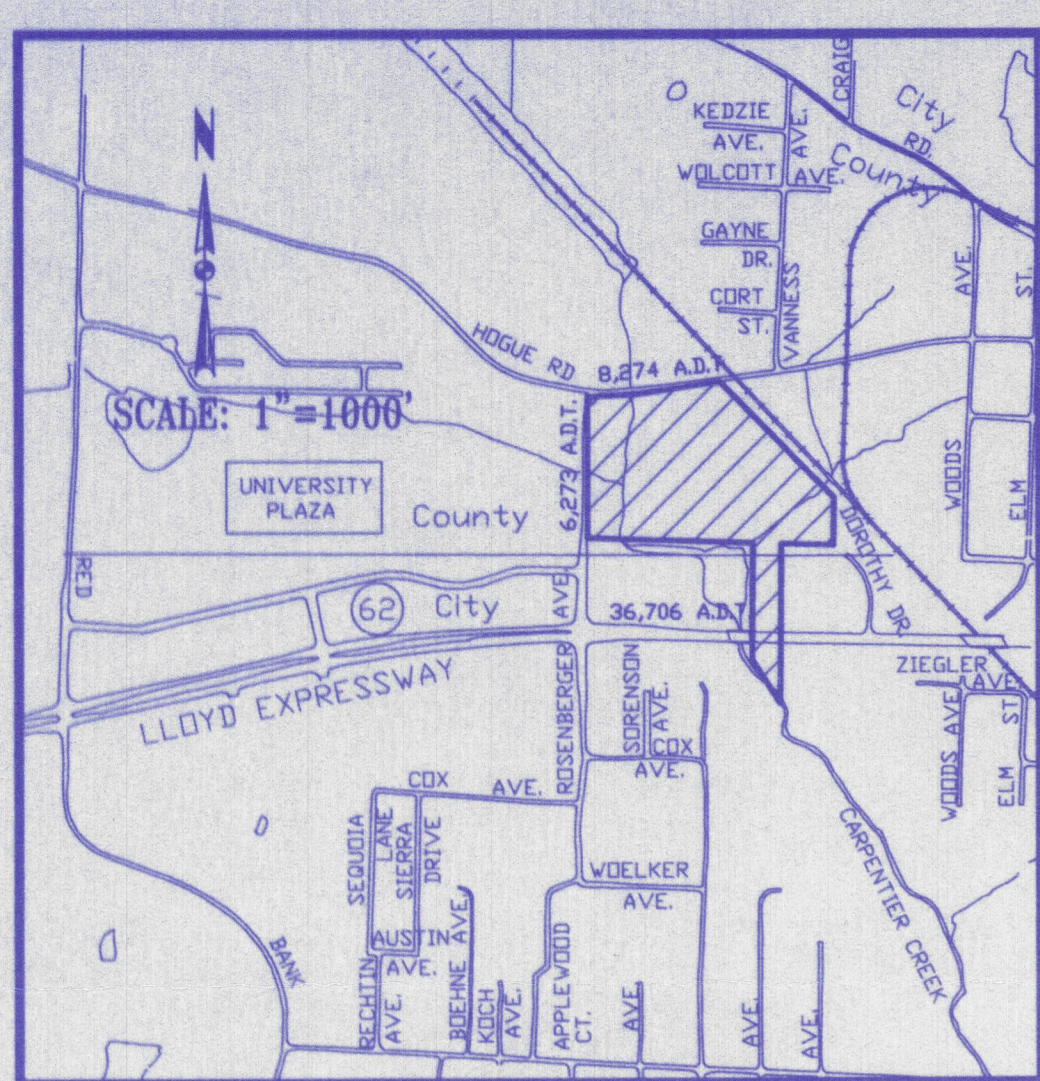 CRAIG
City
RD.
County
KEDZIE
AVE.
AVE.
WOLCOTT AVE.
GAYNE
DR.
CORT
ST.
VANNESS
AVE.
ST.
N
HOGUE RD
8,274 A.D.T
SCALE: 1"=1000'
6,273 A.D.T.
UNIVERSITY
PLAZA
County
WOODS
ELM
DOROTHY DR.
RED
62
City
AVE
36,706 A.D.T
LLOYD EXPRESSWAY
ROSENBERGER
SORENSON
AVE.
COX
AVE.
ZIEGLER
AVE.
WOODS AVE.
ELM ST.
COX AVE.
SEQUOIA
LANE
SIERRA
DRIVE
WOELKER
AVE.
CARPENTIER CREEK
AUSTIN
AVE.
BANK
RECHTIN
AVE.
BOEHNE AVE.
KOCH
AVE.
APPLEWOOD
CT.
AVE.
AVE.
AVE.